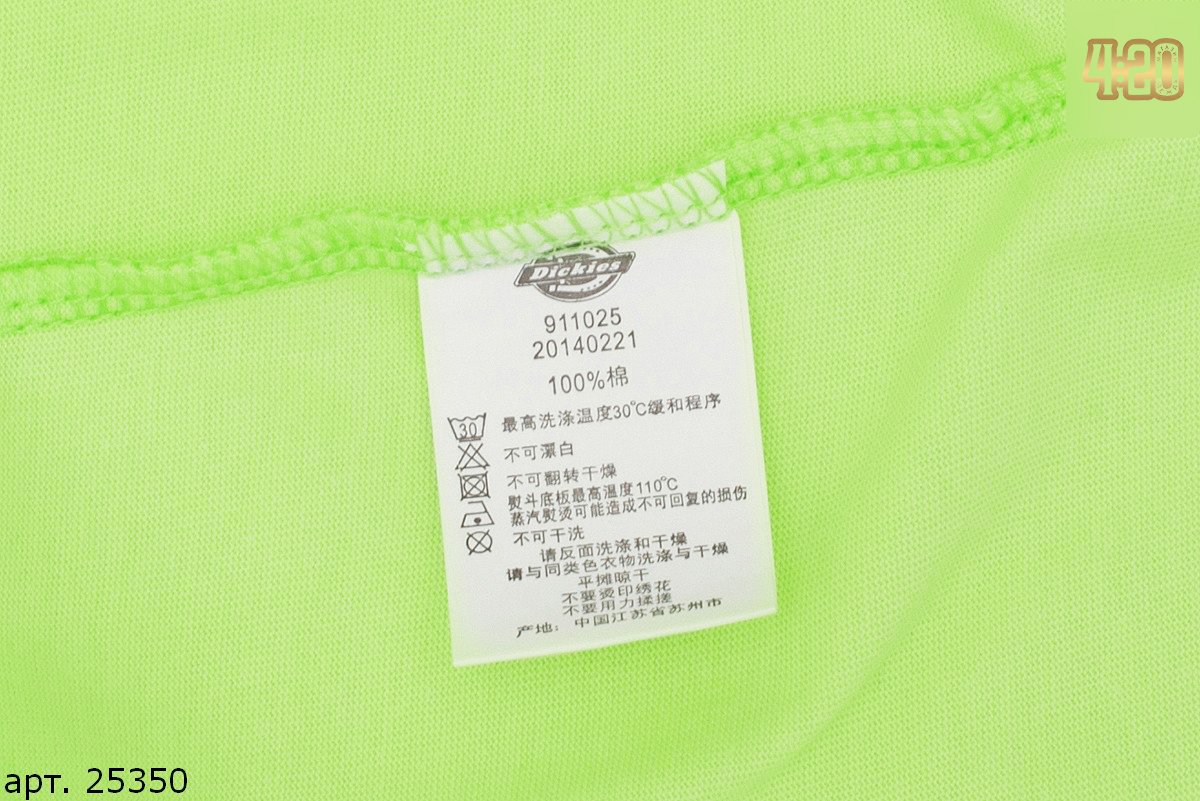 4:20
Dickies
911025
20140221
100%棉
30
最高洗涤温度30℃缓和程序
不可漂白
不可翻转干燥
熨斗底板最高温度110℃
蒸汽熨烫可能造成不可回复的损伤
不可干洗
请反面洗涤和干燥
请与同类色衣物洗涤与干燥
平摊晾干
不要烫印绣花
不要用力揉搓
产地：中国江苏省苏州市
арт. 25350